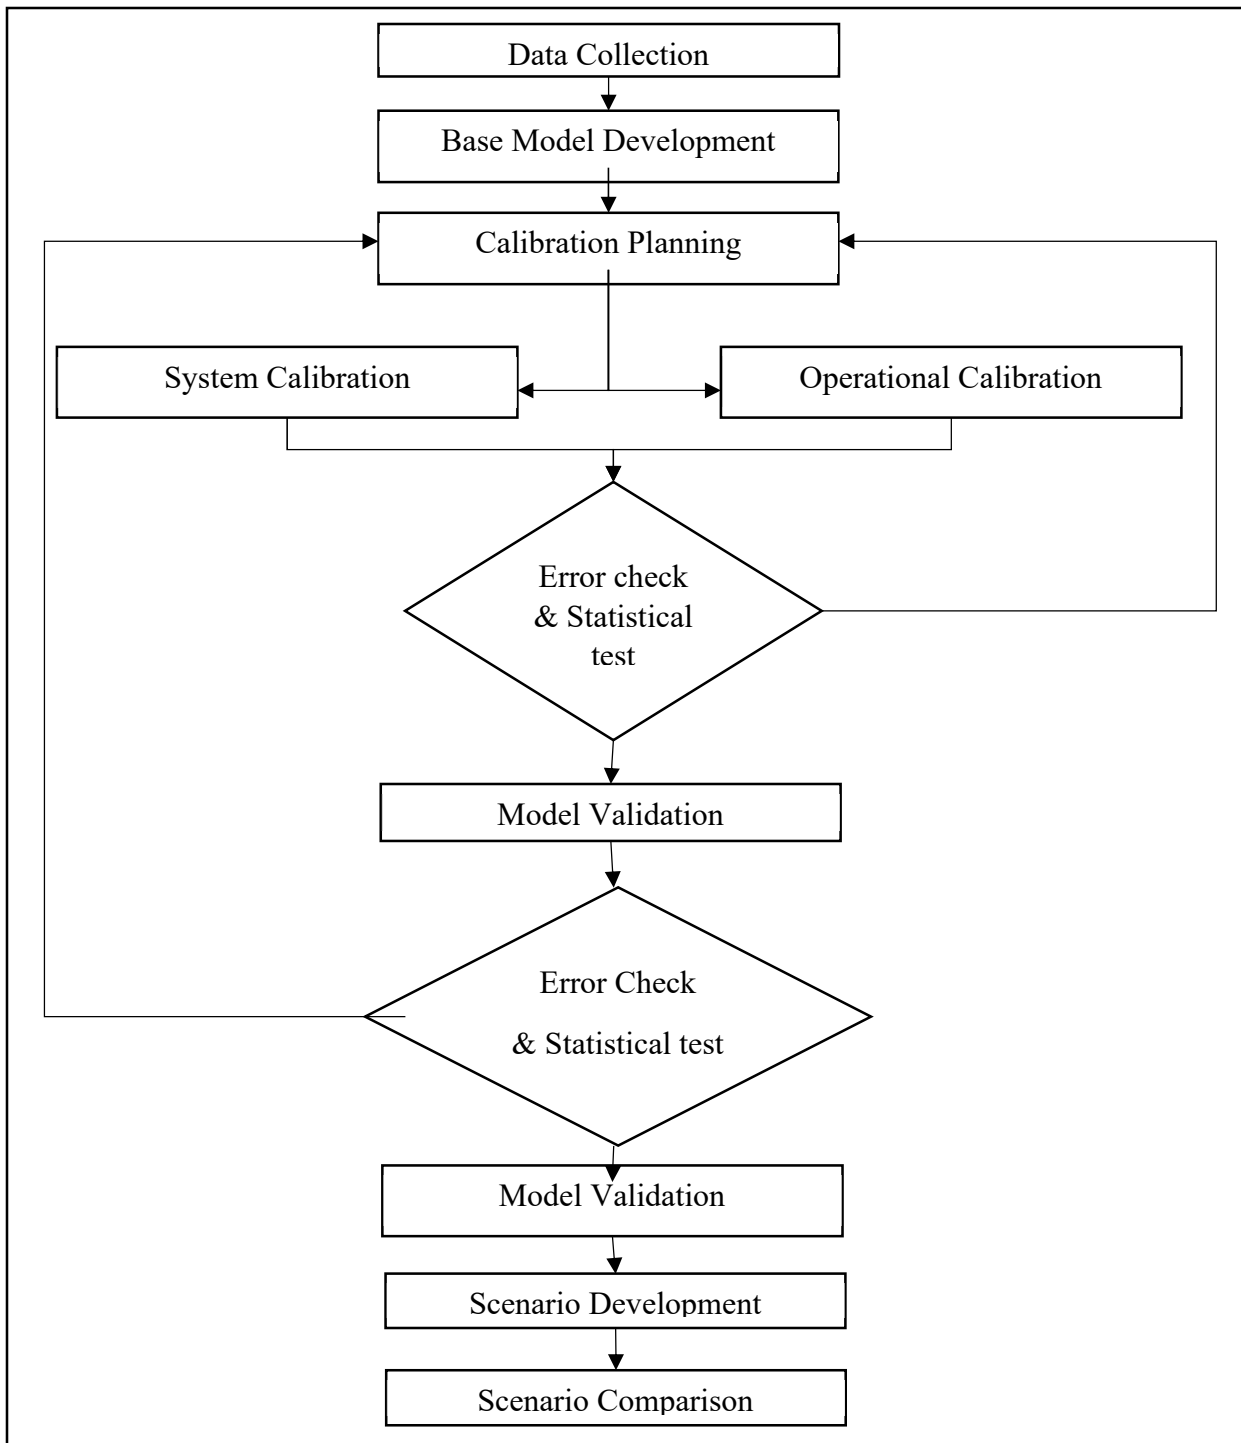 Data Collection
Base Model Development
Calibration Planning
System Calibration
Operational Calibration
Error check
& Statistical
test
Model Validation
Error Check
& Statistical test
Model Validation
Scenario Development
Scenario Comparison